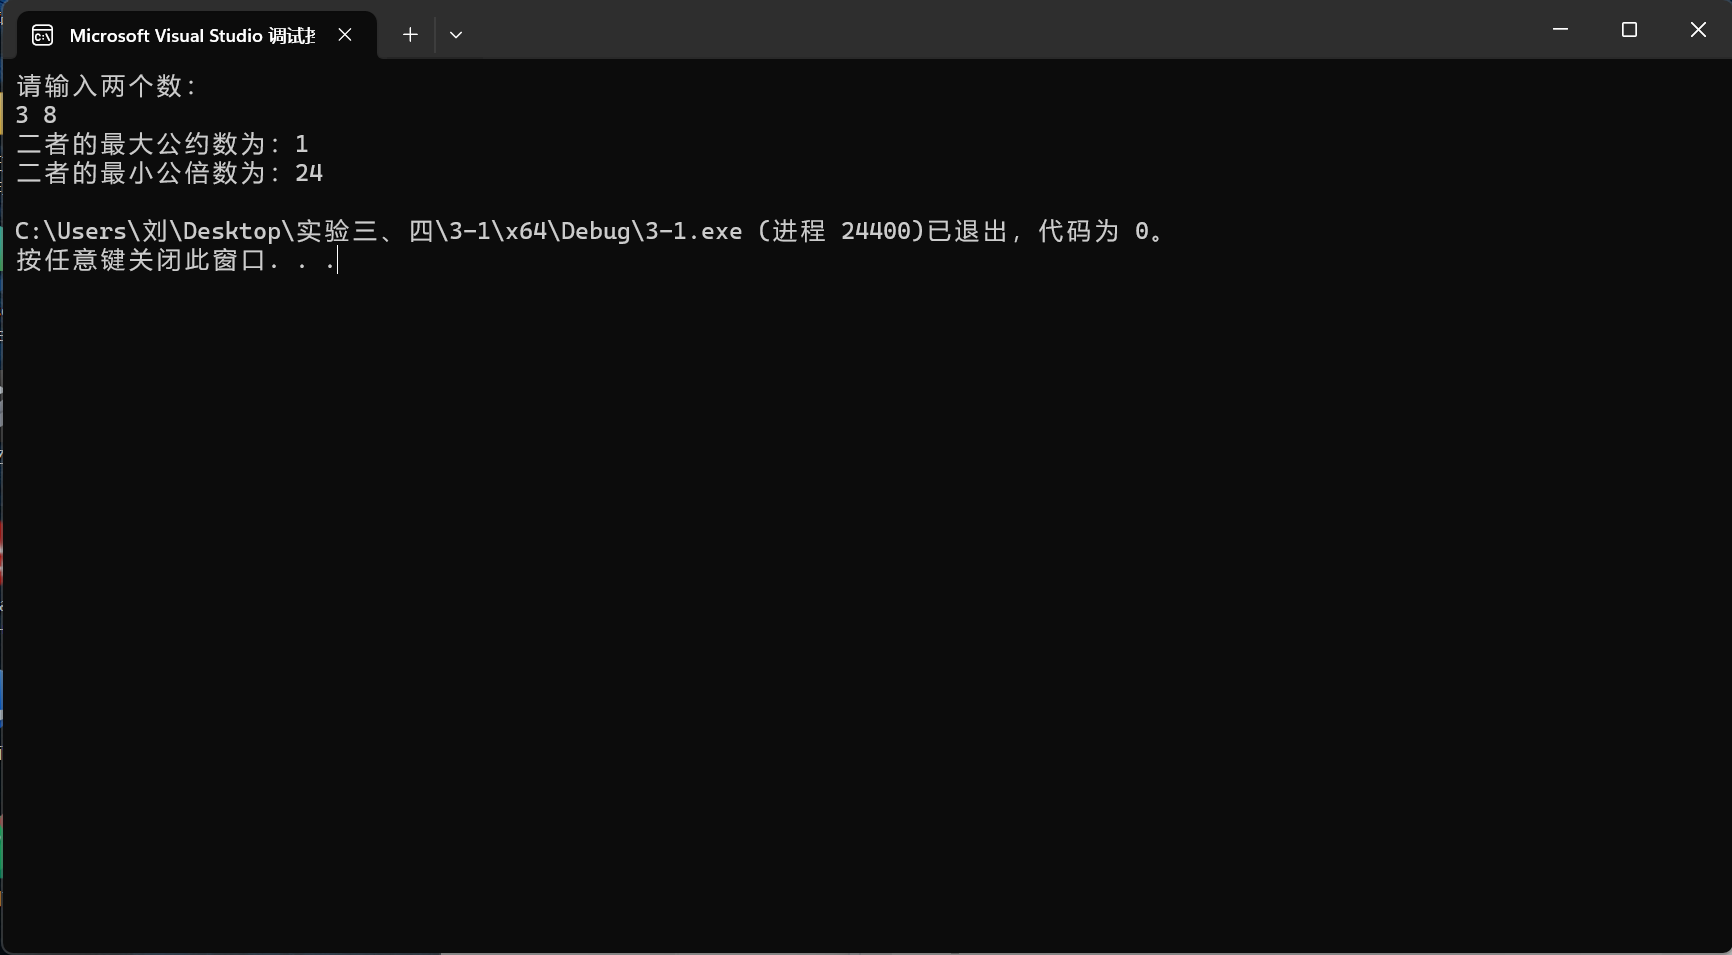 Microsoft Visual Studio 调试
请输入两个数：
3 8
二者的最大公约数为：1
二者的最小公倍数为：24
C:\Users\刘\Desktop\实验三、四\3-1\x64\Debug\3-1.exe (进程 24400)已退出，代码为 0。
按任意键关闭此窗口. . .